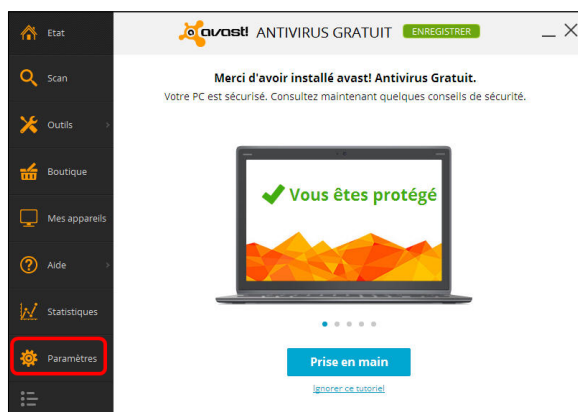 Etat
avast! ANTIVIRUS GRATUIT ENREGISTRER
Scan
Outils
Boutique
Mes appareils
Aide
Statistiques
Paramètres
Merci d'avoir installé avast! Antivirus Gratuit.
Votre PC est sécurisé. Consultez maintenant quelques conseils de sécurité.
Vous êtes protégé
Prise en main
Ignorer ce tutoriel